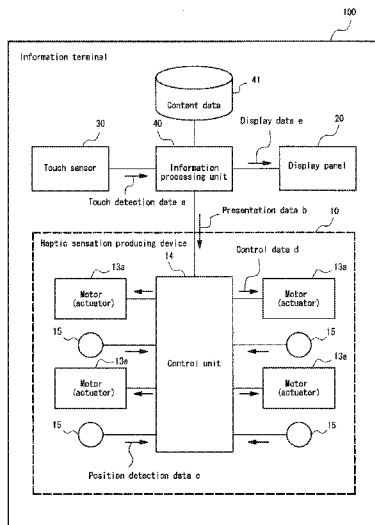 100
Information terminal
41
Content data
30
40
Display data e
20
Touch sensor
Information
processing unit
Display panel
Touch detection data a
Presentation data b
10
Haptic sensation producing device
14
Control data d
13a
13a
Motor
(actuator)
Motor
(actuator)
15
15
13a
13a
Control unit
Motor
(actuator)
Motor
(actuator)
15
15
Position detection data c